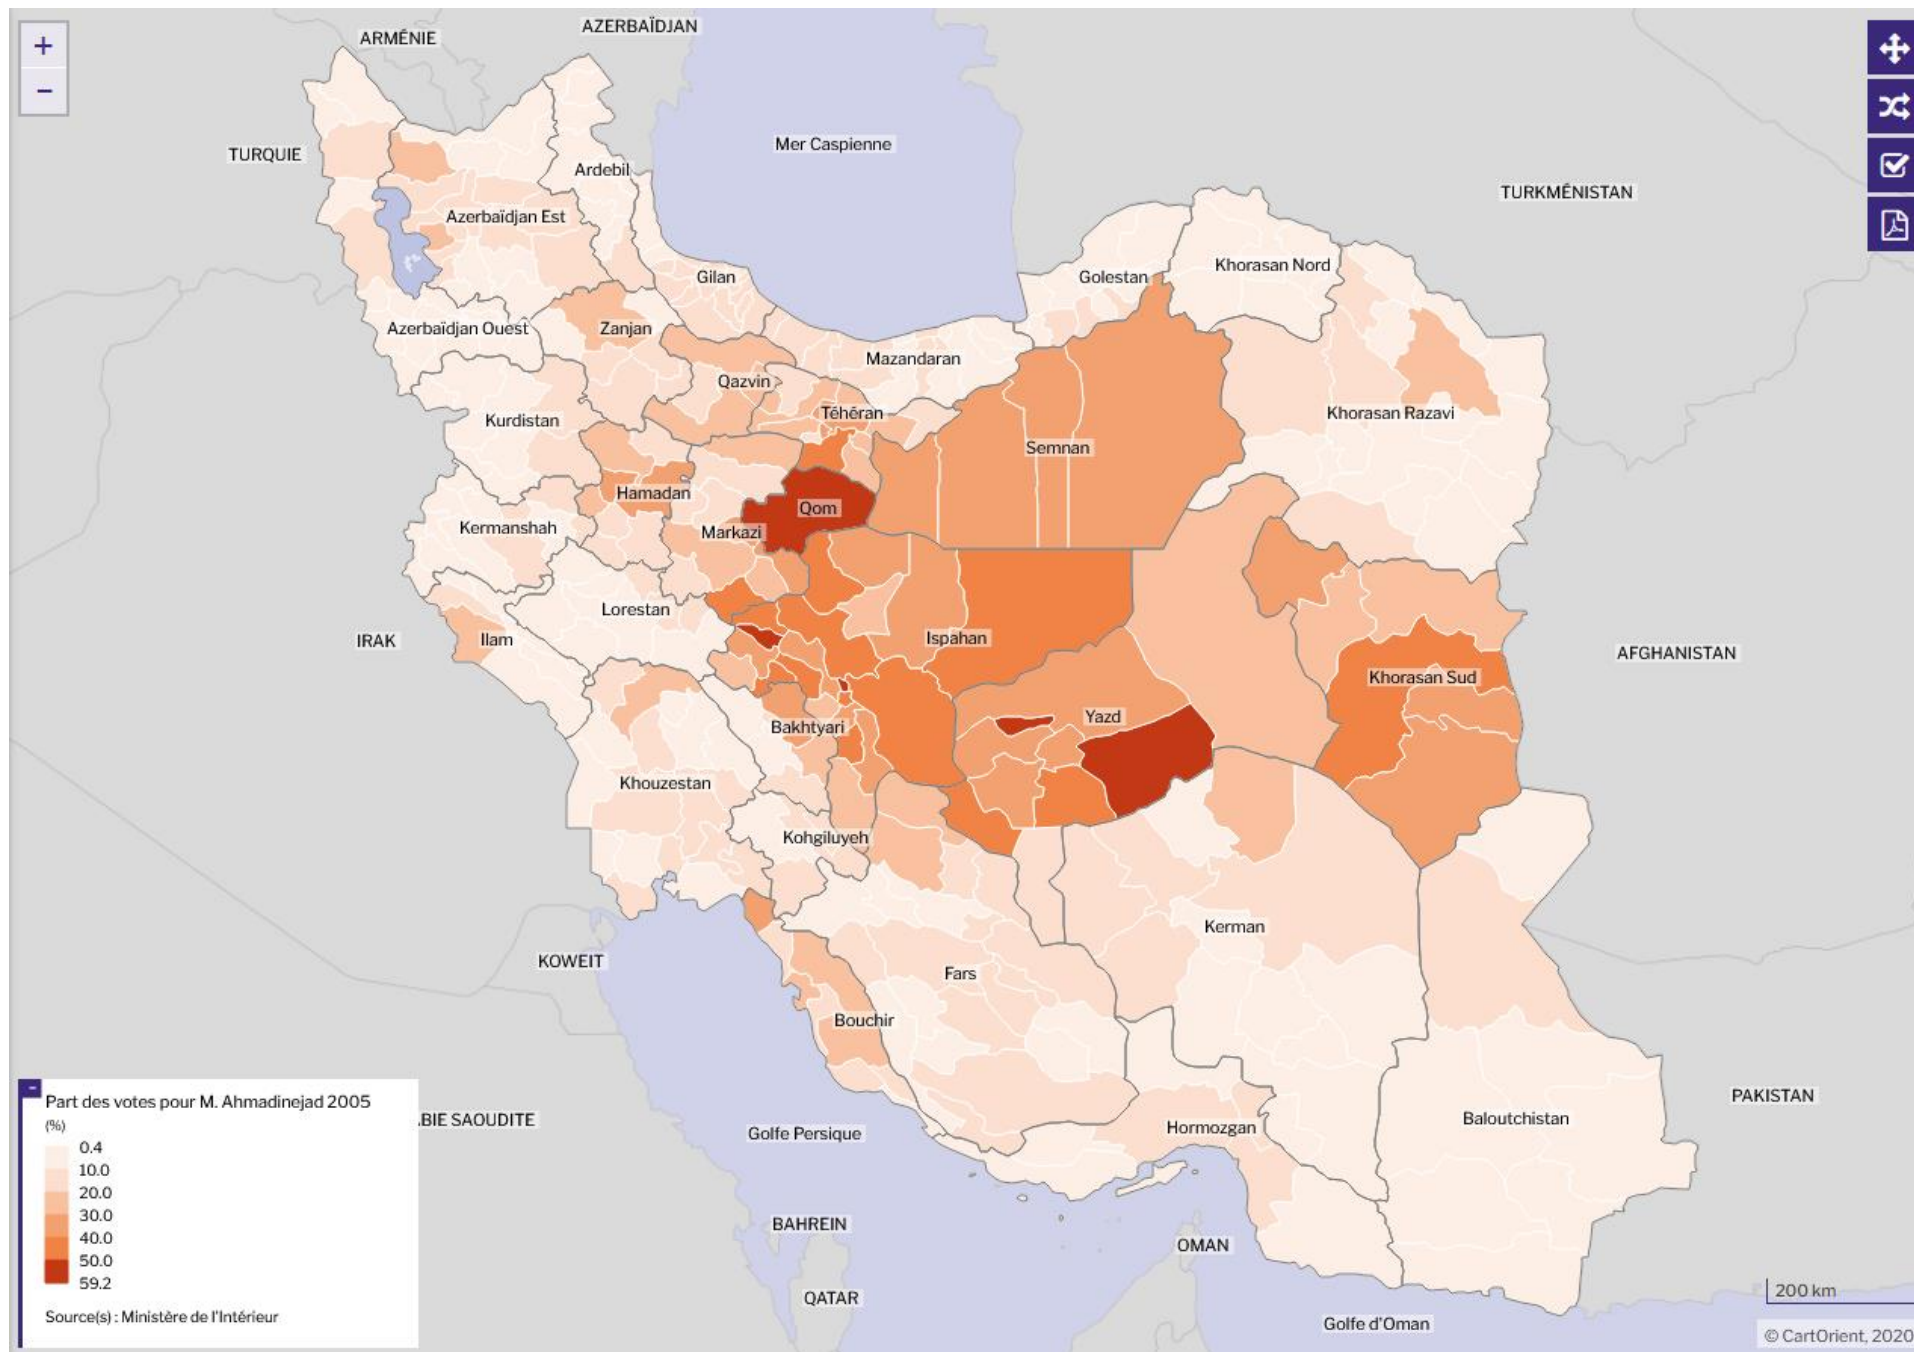 +
−
ARMÉNIE
AZERBAÏDJAN
TURQUIE
Mer Caspienne
TURKMÉNISTAN
Ardebil
Azerbaïdjan Est
Gilan
Golestan
Khorasan Nord
Azerbaïdjan Ouest
Zanjan
Mazandaran
Qazvin
Téhéran
Kurdistan
Khorasan Razavi
Semnan
Hamadan
Qom
Kermanshah
Markazi
Lorestan
IRAK
Ilam
Ispahan
AFGHANISTAN
Khorasan Sud
Yazd
Bakhtyari
Khouzestan
Kohgiluyeh
Kerman
KOWEIT
Fars
Bouchir
PAKISTAN
Baloutchistan
Hormozgan
BIE SAOUDITE
Golfe Persique
BAHREIN
OMAN
QATAR
Golfe d'Oman
-
Part des votes pour M. Ahmadinejad 2005
(%)
0.4
10.0
20.0
30.0
40.0
50.0
59.2
Source(s) : Ministère de l'Intérieur
200 km
© CartOrient, 2020